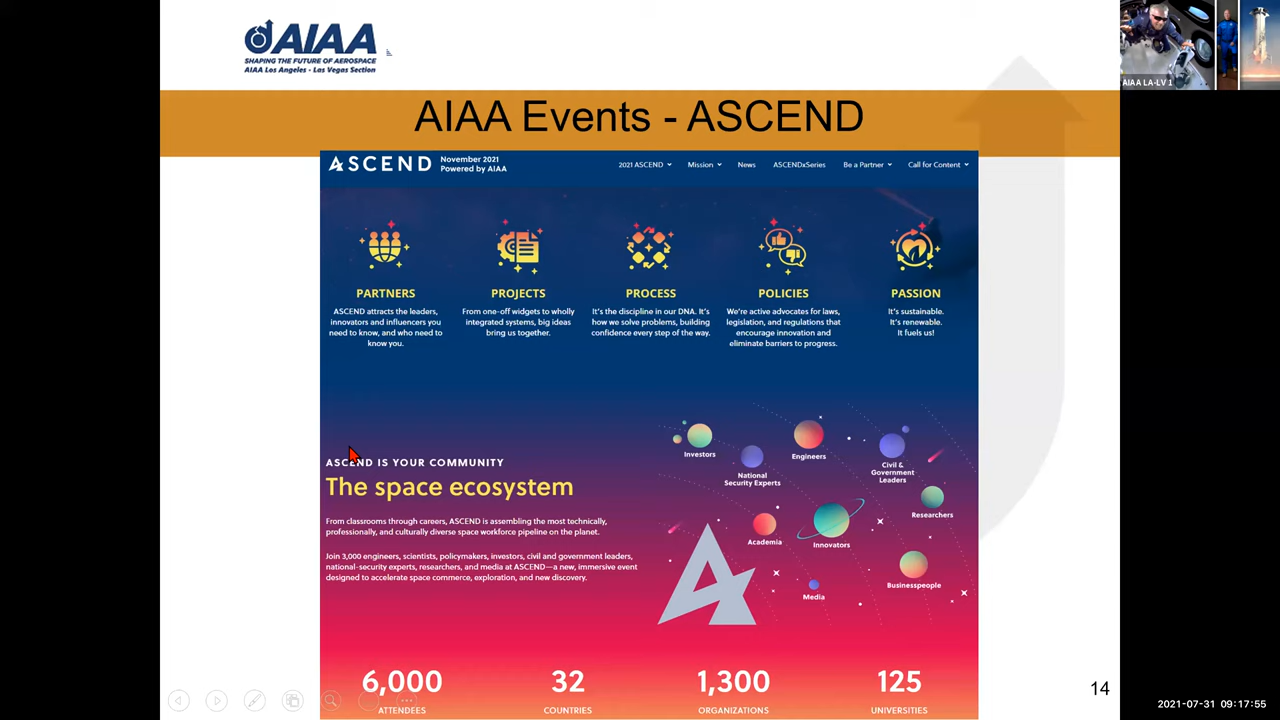 AIAA
SHAPING THE FUTURE OF AEROSPACE
AIAA Los Angeles - Las Vegas Section
AIAA LA-LV 1
AIAA Events - ASCEND
ASCEND
November 2021
Powered by AIAA
2021 ASCEND
Mission
News
ASCENDxSeries
Be a Partner
Call for Content
PARTNERS
ASCEND attracts the leaders,
innovators and influencers you
need to know, and who need to
know you.
PROJECTS
From one-off widgets to wholly
integrated systems, big ideas
bring us together.
PROCESS
It's the discipline in our DNA. It's
how we solve problems, building
confidence every step of the way.
POLICIES
We're active advocates for laws,
legislation, and regulations that
encourage innovation and
eliminate barriers to progress.
PASSION
It's sustainable.
It's renewable.
It fuels us!
ASCEND IS YOUR COMMUNITY
The space ecosystem
From classrooms through careers, ASCEND is assembling the most technically,
professionally, and culturally diverse space workforce pipeline on the planet.
Join 3,000 engineers, scientists, policymakers, investors, civil and government leaders,
national-security experts, researchers, and media at ASCEND—a new, immersive event
designed to accelerate space commerce, exploration, and new discovery.
Investors
National
Security Experts
Engineers
Civil &
Government
Leaders
Researchers
Academia
Innovators
Businesspeople
Media
6,000
ATTENDEES
32
COUNTRIES
1,300
ORGANIZATIONS
125
UNIVERSITIES
14
2021-07-31 09:17:55